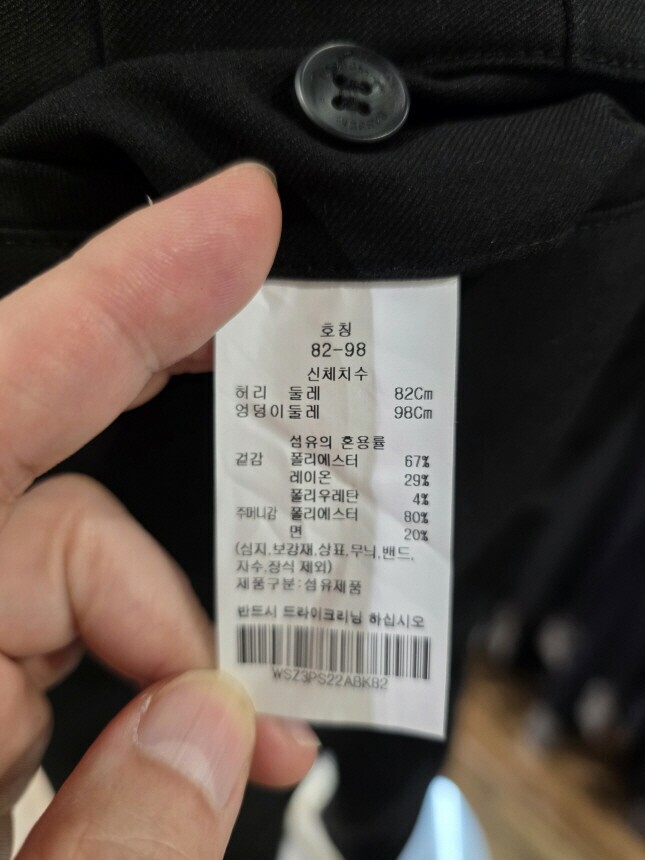 호칭
82-98
신체치수
허리 둘레 82Cm
엉덩이둘레 98Cm
섬유의 혼용률
겉감 폴리에스터 67%
레이온 29%
폴리우레탄 4%
주머니감 폴리에스터 80%
면 20%
(심지,보강재,상표,무늬,밴드,
자수,장식 제외)
제품구분:섬유제품
반드시 드라이크리닝 하십시오
WSZ3PS22ABK82